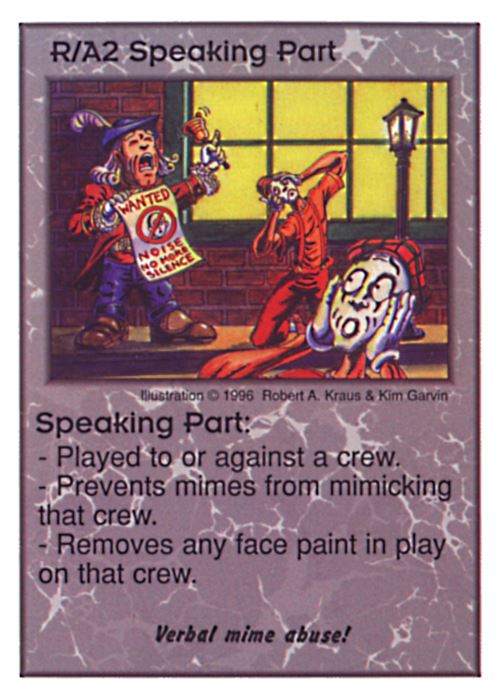 R/A2 Speaking Part
WANTED
NOISE
NO MORE
SILENCE
Illustration © 1996 Robert A. Kraus & Kim Garvin
Speaking Part:
- Played to or against a crew.
- Prevents mimes from mimicking
that crew.
- Removes any face paint in play
on that crew.
Verbal mime abuse!